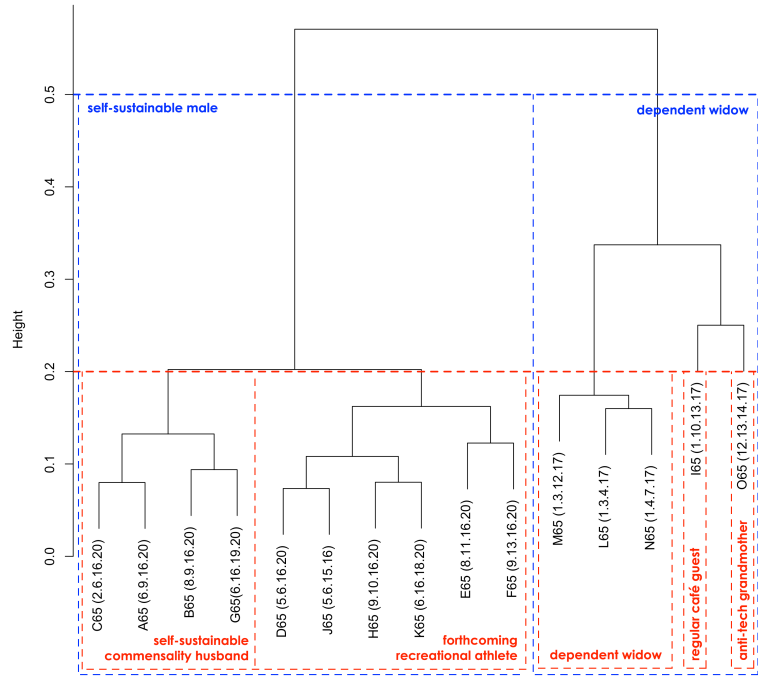 self-sustainable male
dependent widow
Height
0.5
0.4
0.3
0.2
0.1
0.0
C65 (2.6.16.20)
A65 (6.9.16.20)
B65 (8.9.16.20)
G65(6.16.19.20)
D65 (5.6.16.20)
J65 (5.6.15.16)
H65 (9.10.16.20)
K65 (6.16.18.20)
E65 (8.11.16.20)
F65 (9.13.16.20)
M65 (1.3.12.17)
L65 (1.3.4.17)
N65 (1.4.7.17)
I65 (1.10.13.17)
O65 (12.13.14.17)
self-sustainable
commensality husband
forthcoming
recreational athlete
dependent widow
regular café guest
anti-tech grandmother